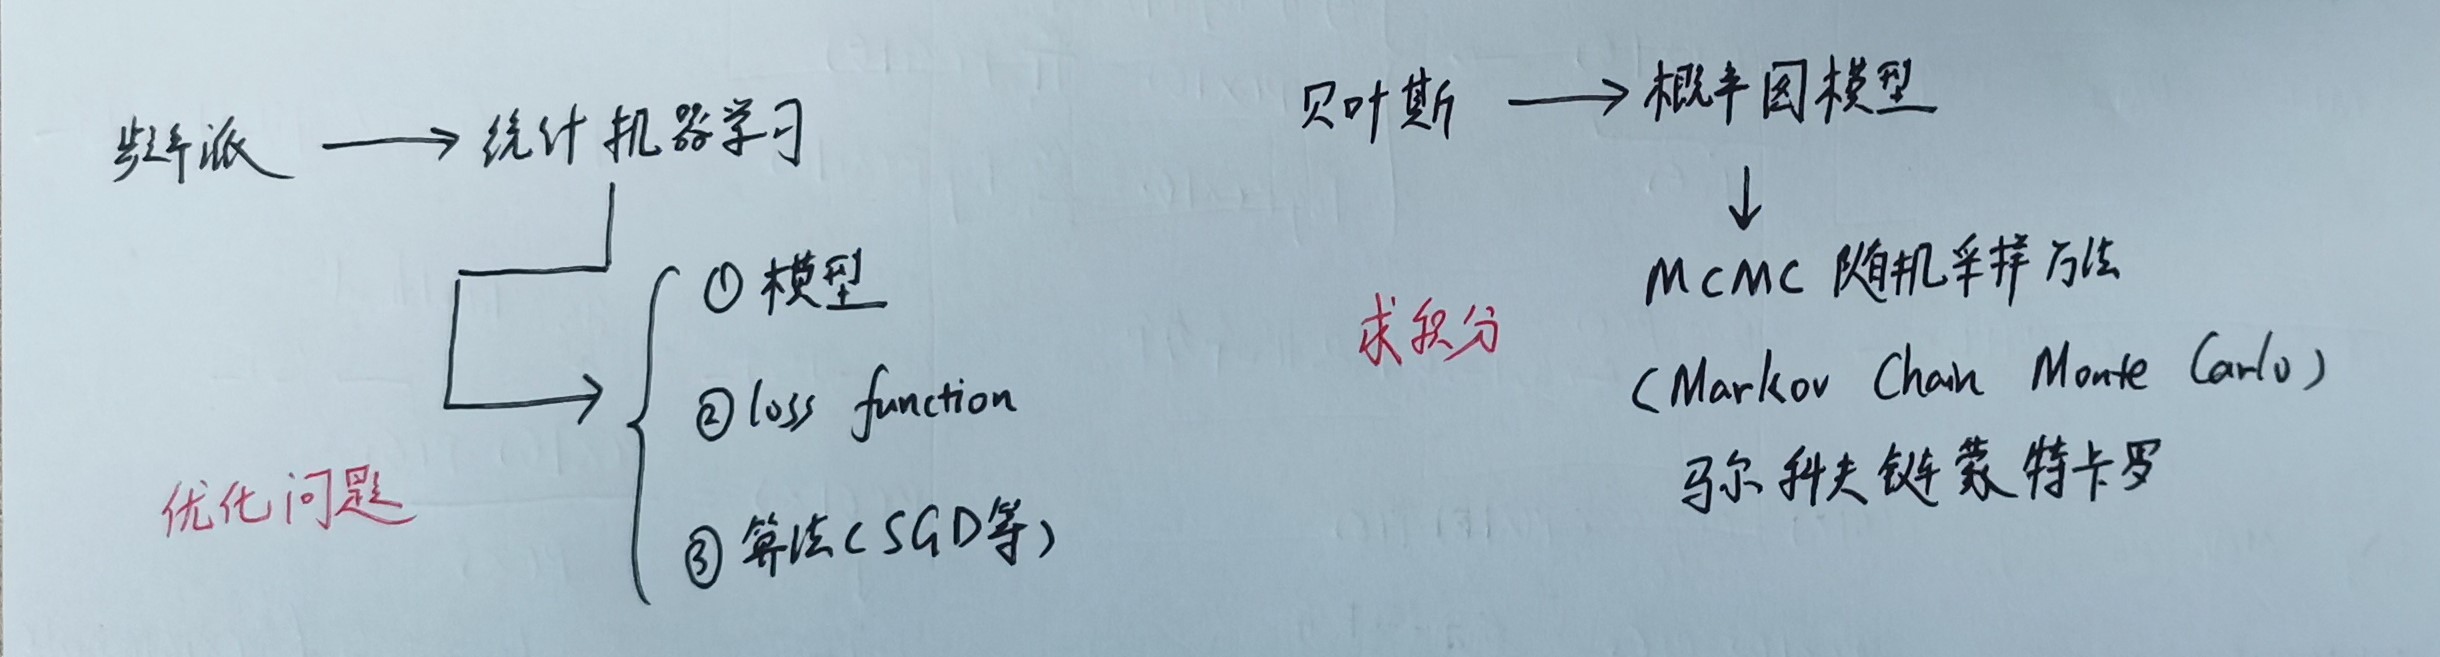 频率派 → 统计机器学习
① 模型
② loss function
③ 算法(SGD等)
优化问题
贝叶斯 → 概率图模型
↓
MCMC 随机采样方法
(Markov Chain Monte Carlo)
马尔科夫链蒙特卡罗
求积分